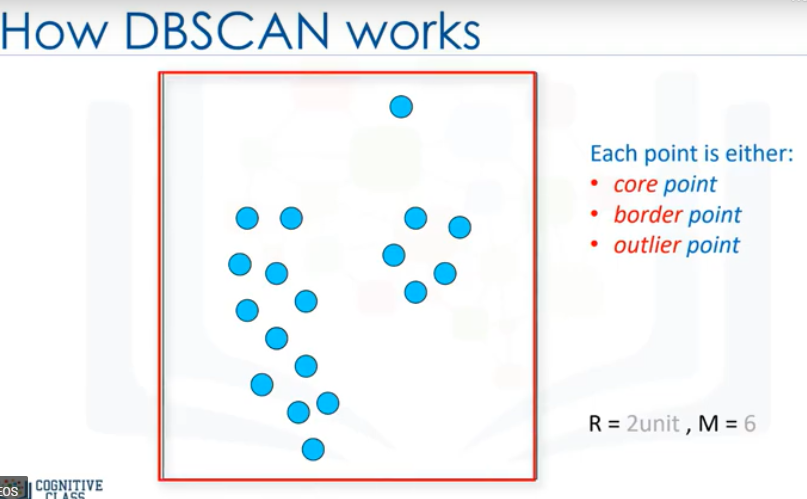 How DBSCAN works
Each point is either:
• core point
• border point
• outlier point
R = 2unit , M = 6
EOS
COGNITIVE
CLASS